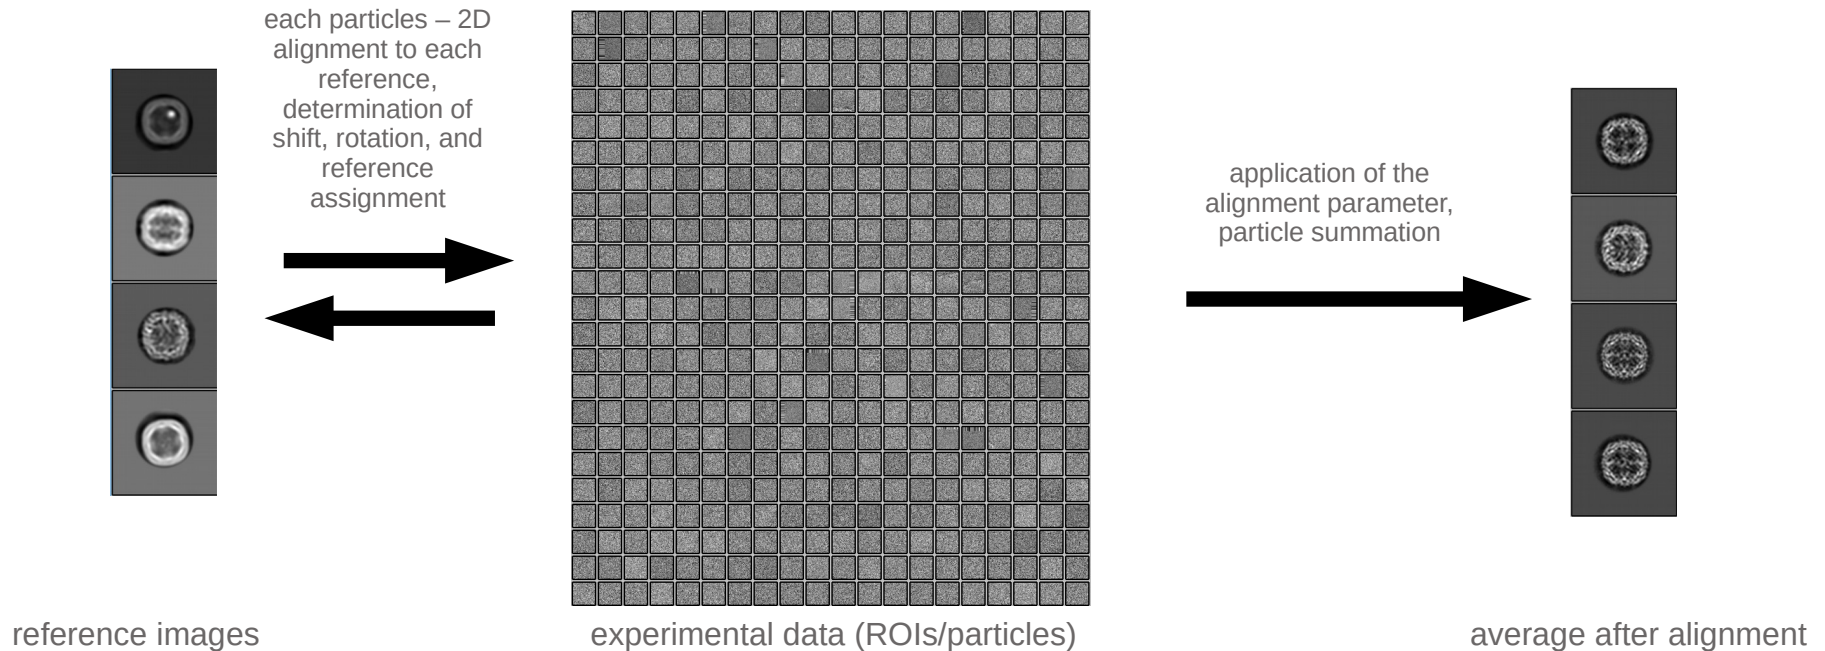 each particles – 2D
alignment to each
reference,
determination of
shift, rotation, and
reference
assignment
application of the
alignment parameter,
particle summation
reference images
experimental data (ROIs/particles)
average after alignment